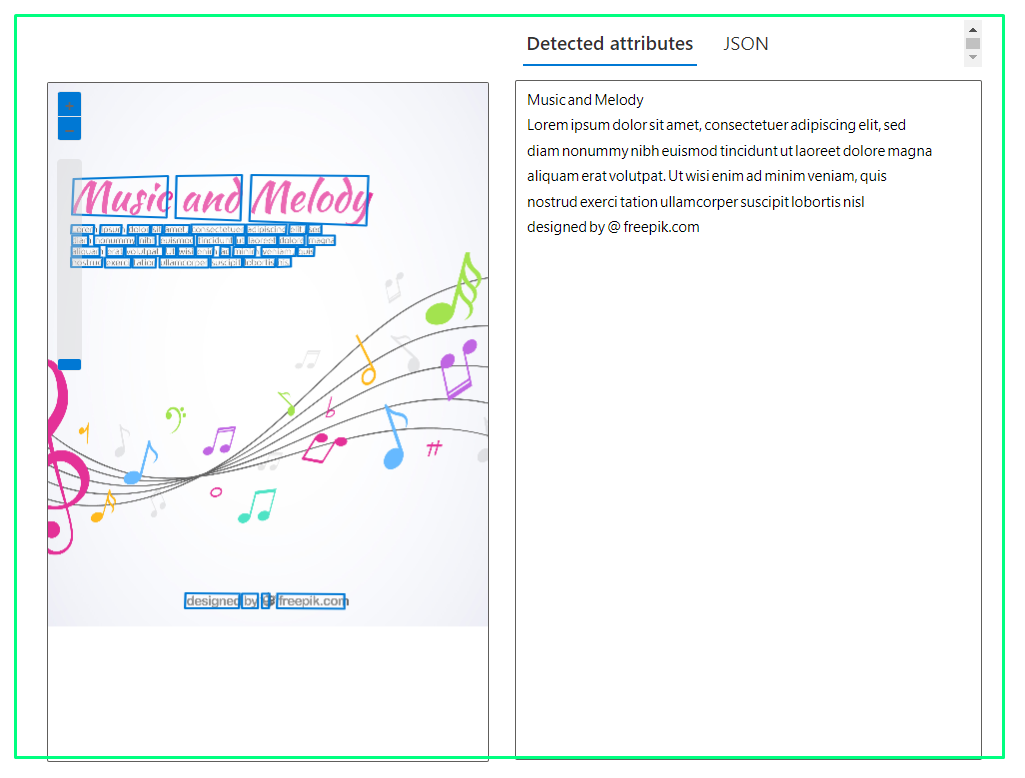 Detected attributes
JSON
Music and Melody
Lorem ipsum dolor sit amet, consectetuer adipiscing elit, sed
diam nonummy nibh euismod tincidunt ut laoreet dolore magna
aliquam erat volutpat. Ut wisi enim ad minim veniam, quis
nostrud exerci tation ullamcorper suscipit lobortis nisl
designed by freepik.com
Music and Melody
Lorem ipsum dolor sit amet, consectetuer adipiscing elit, sed
diam nonummy nibh euismod tincidunt ut laoreet dolore magna
aliquam erat volutpat. Ut wisi enim ad minim veniam, quis
nostrud exerci tation ullamcorper suscipit lobortis nisl
designed by @ freepik.com